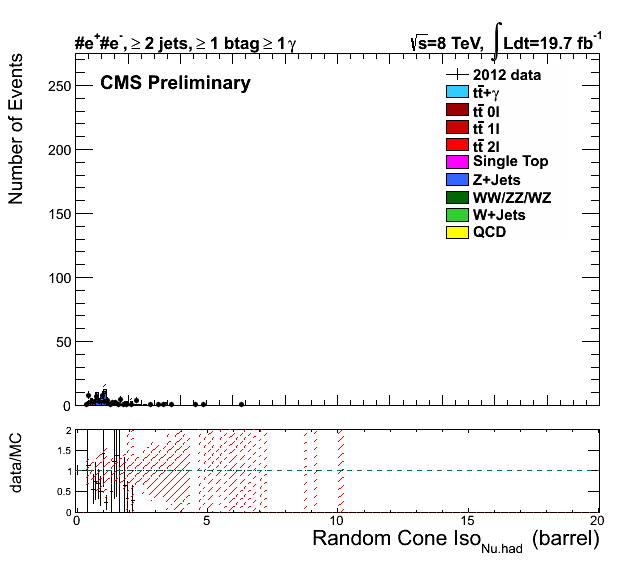 #e⁺#e⁻, ≥ 2 jets, ≥ 1 btag ≥ 1 γ
√s=8 TeV, ∫Ldt=19.7 fb⁻¹
CMS Preliminary
2012 data
tt̄+γ
tt̄ 0l
tt̄ 1l
tt̄ 2l
Single Top
Z+Jets
WW/ZZ/WZ
W+Jets
QCD
Number of Events
250
200
150
100
50
0
data/MC
2
1.5
1
0.5
0
0 5 10 15 20
Random Cone Iso_Nu.had (barrel)